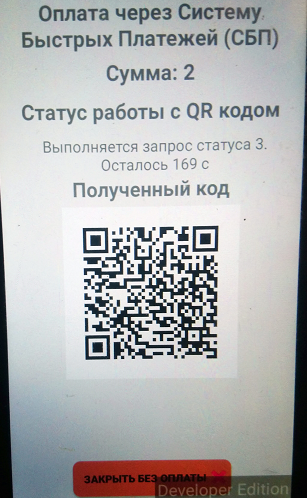 Оплата через Систему
Быстрых Платежей (СБП)
Сумма: 2
Статус работы с QR кодом
Выполняется запрос статуса 3.
Осталось 169 с
Полученный код
ЗАКРЫТЬ БЕЗ ОПЛАТЫ
Developer Edition